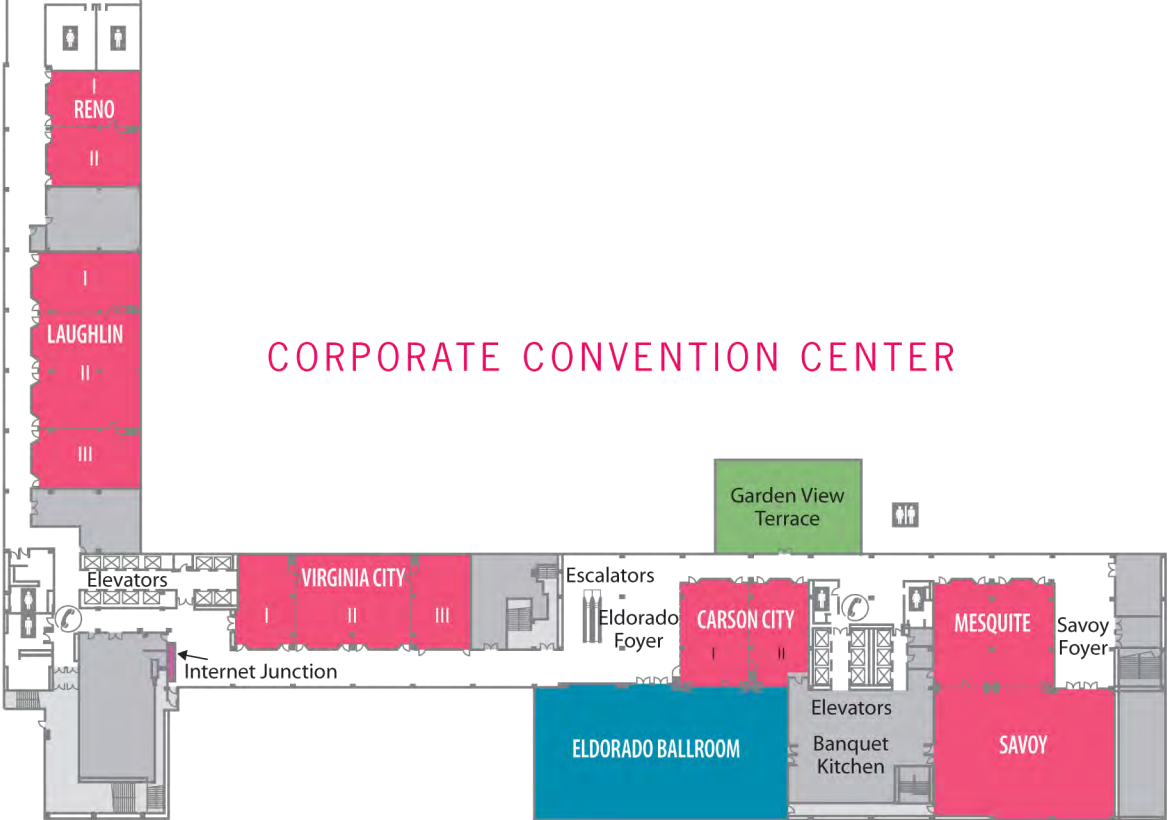 I
RENO
II
I
LAUGHLIN
II
III
CORPORATE CONVENTION CENTER
Garden View
Terrace
Elevators
VIRGINIA CITY
I
II
III
Escalators
Eldorado
Foyer
CARSON CITY
I
II
MESQUITE
Savoy
Foyer
Internet Junction
Elevators
ELDORADO BALLROOM
Banquet
Kitchen
SAVOY